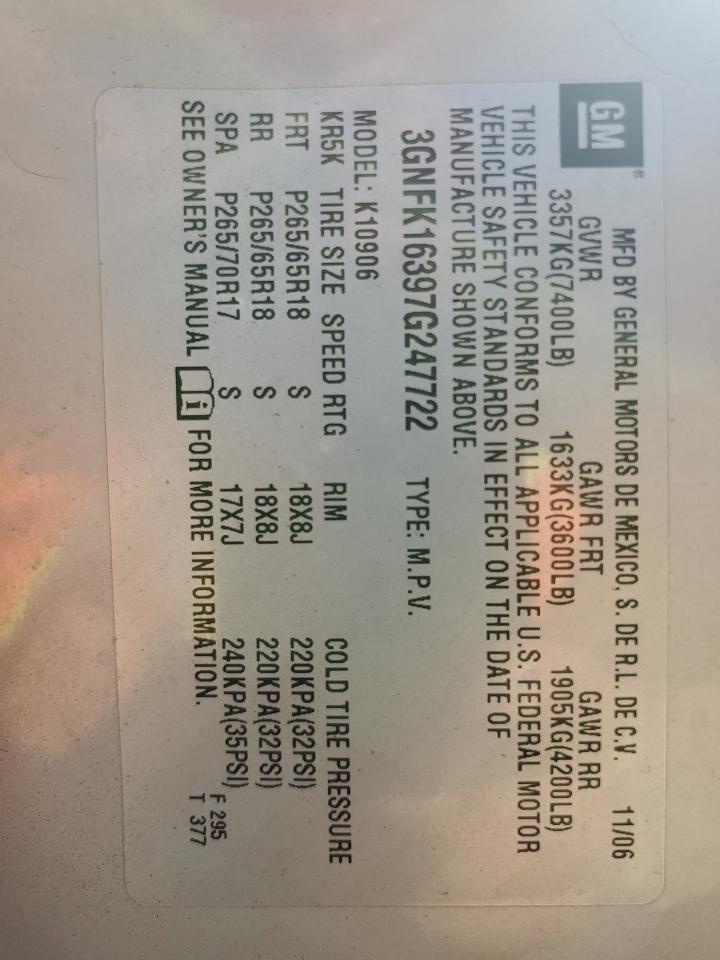 GM®
MFD BY GENERAL MOTORS DE MEXICO, S. DE R.L. DE C.V. 11/06
GVWR GAWR FRT GAWR RR
3357KG(7400LB) 1633KG(3600LB) 1905KG(4200LB)
THIS VEHICLE CONFORMS TO ALL APPLICABLE U.S. FEDERAL MOTOR
VEHICLE SAFETY STANDARDS IN EFFECT ON THE DATE OF
MANUFACTURE SHOWN ABOVE.
3GNFK16397G247722 TYPE: M.P.V.
MODEL: K10906
KR5K TIRE SIZE SPEED RTG RIM COLD TIRE PRESSURE
FRT P265/65R18 S 18X8J 220KPA(32PSI)
RR P265/65R18 S 18X8J 220KPA(32PSI)
SPA P265/70R17 S 17X7J 240KPA(35PSI)
SEE OWNER'S MANUAL i FOR MORE INFORMATION.
F 295
T 377